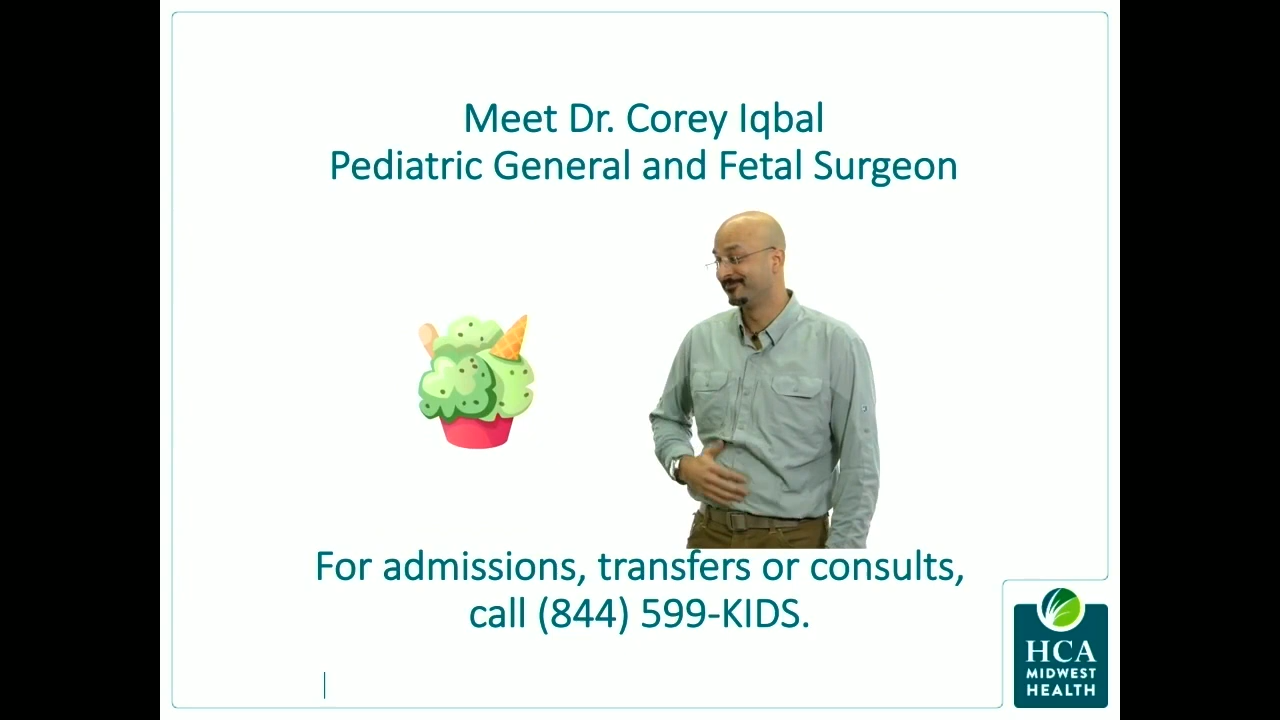 Meet Dr. Corey Iqbal
Pediatric General and Fetal Surgeon
For admissions, transfers or consults,
call (844) 599-KIDS.
HCA
MIDWEST
HEALTH